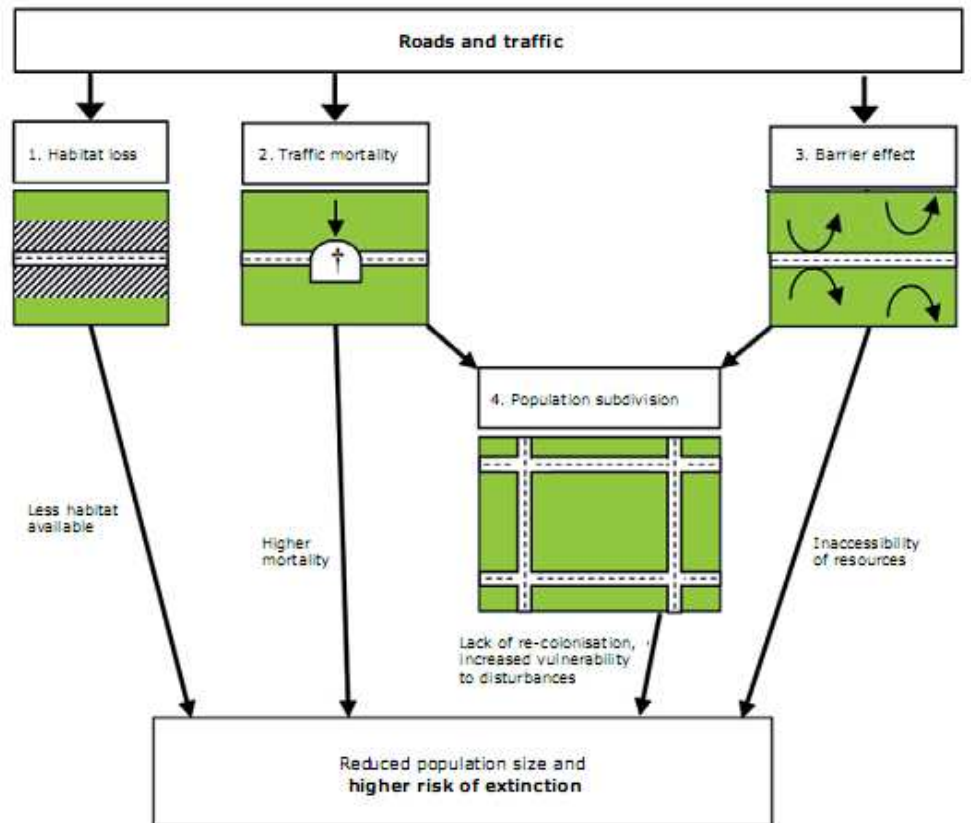 Roads and traffic
1. Habitat loss
2. Traffic mortality
3. Barrier effect
†
4. Population subdivision
Less habitat
available
Higher
mortality
Inaccessibility
of resources
Lack of re-colonisation,
increased vulnerability
to disturbances
Reduced population size and
higher risk of extinction